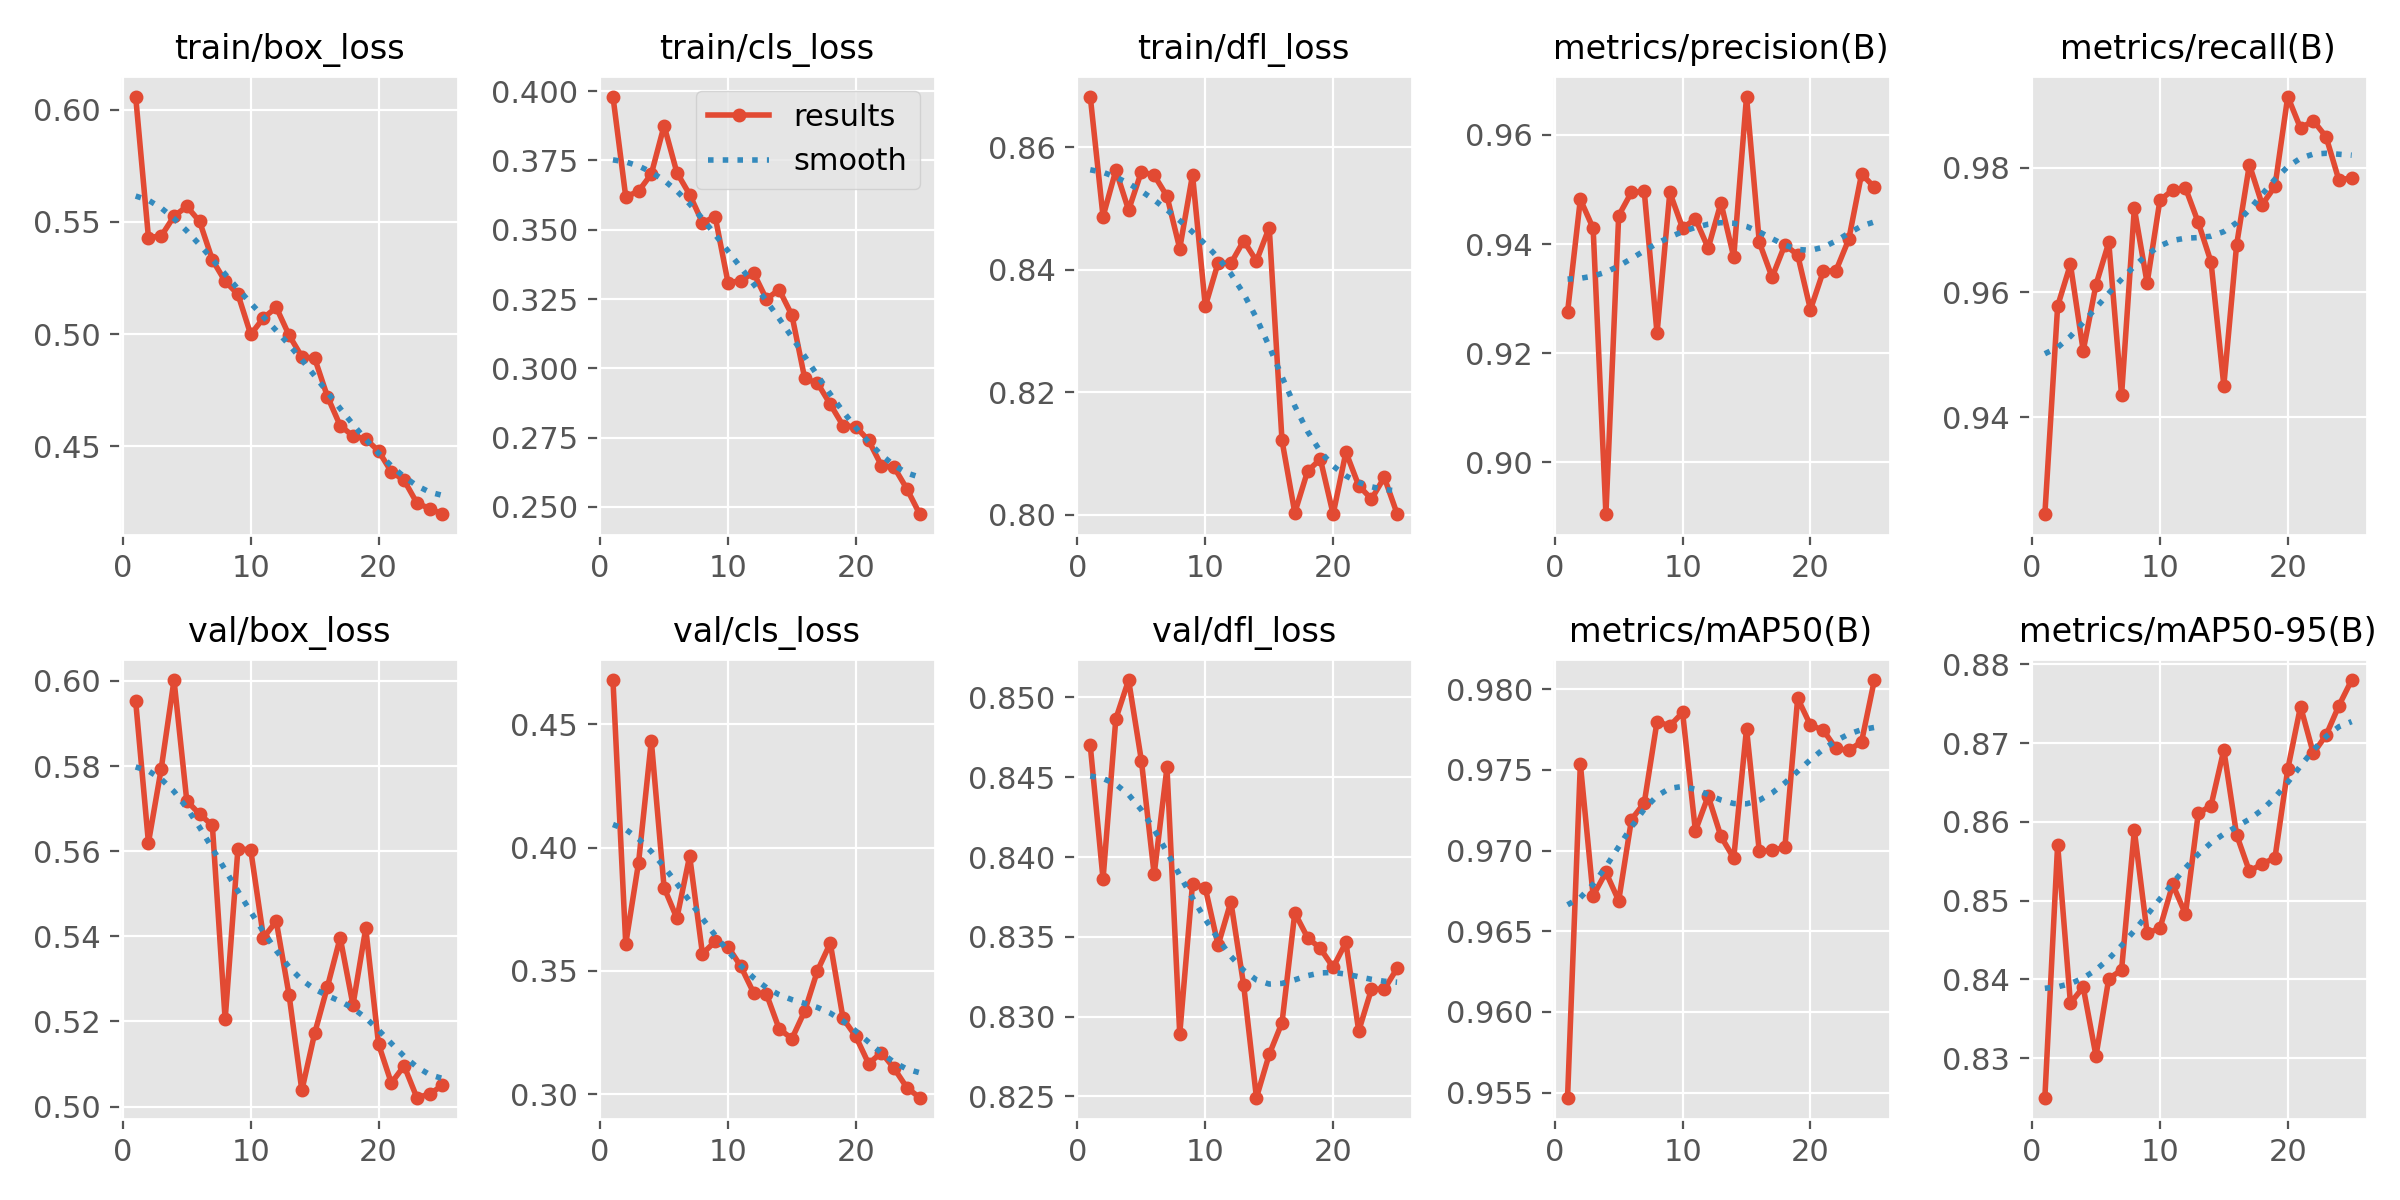 train/box_loss
0.60
0.55
0.50
0.45
0 10 20
train/cls_loss
results
smooth
0.400
0.375
0.350
0.325
0.300
0.275
0.250
0 10 20
train/dfl_loss
0.86
0.84
0.82
0.80
0 10 20
metrics/precision(B)
0.96
0.94
0.92
0.90
0 10 20
metrics/recall(B)
0.98
0.96
0.94
0 10 20
val/box_loss
0.60
0.58
0.56
0.54
0.52
0.50
0 10 20
val/cls_loss
0.45
0.40
0.35
0.30
0 10 20
val/dfl_loss
0.850
0.845
0.840
0.835
0.830
0.825
0 10 20
metrics/mAP50(B)
0.980
0.975
0.970
0.965
0.960
0.955
0 10 20
metrics/mAP50-95(B)
0.88
0.87
0.86
0.85
0.84
0.83
0 10 20